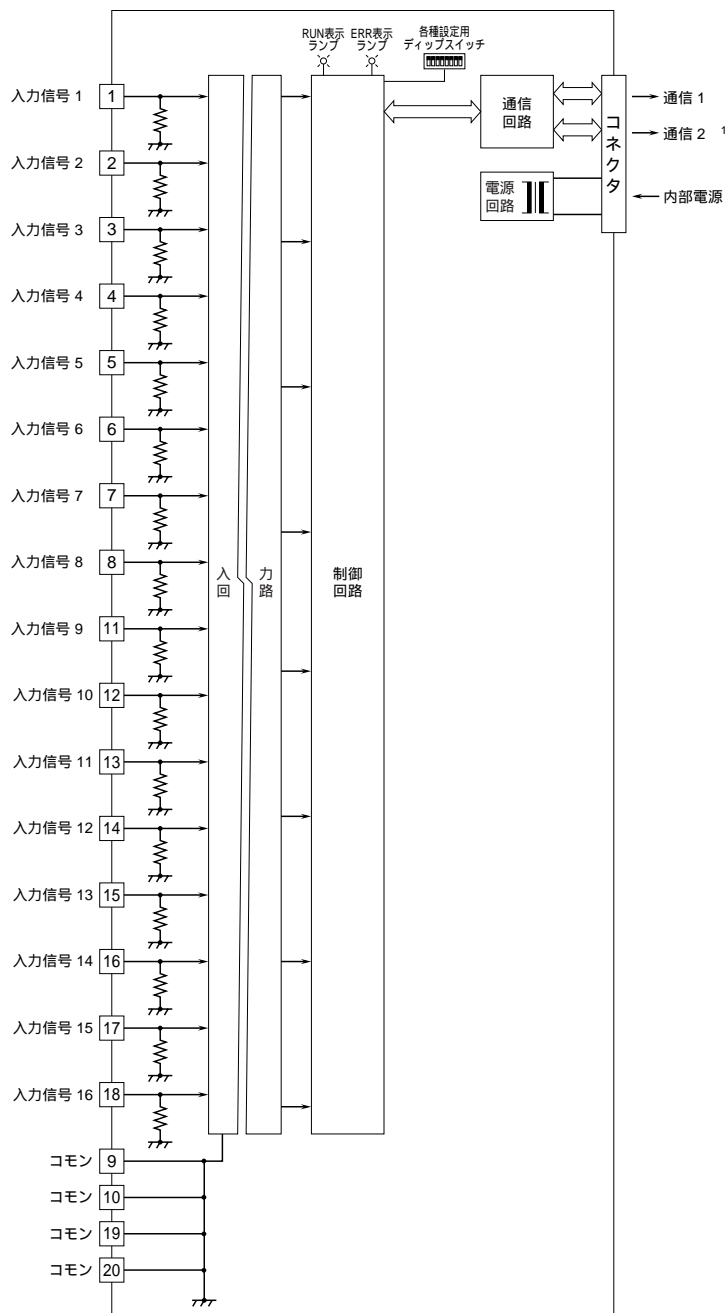 RUN表示
ランプ
ERR表示
ランプ
各種設定用
ディップスイッチ
入力信号 1 1
入力信号 2 2
入力信号 3 3
入力信号 4 4
入力信号 5 5
入力信号 6 6
入力信号 7 7
入力信号 8 8
入力信号 9 11
入力信号 10 12
入力信号 11 13
入力信号 12 14
入力信号 13 15
入力信号 14 16
入力信号 15 17
入力信号 16 18
コモン 9
コモン 10
コモン 19
コモン 20
入力
回路
制御
回路
通信
回路
電源
回路
コネクタ
通信 1
通信 2 1
内部電源